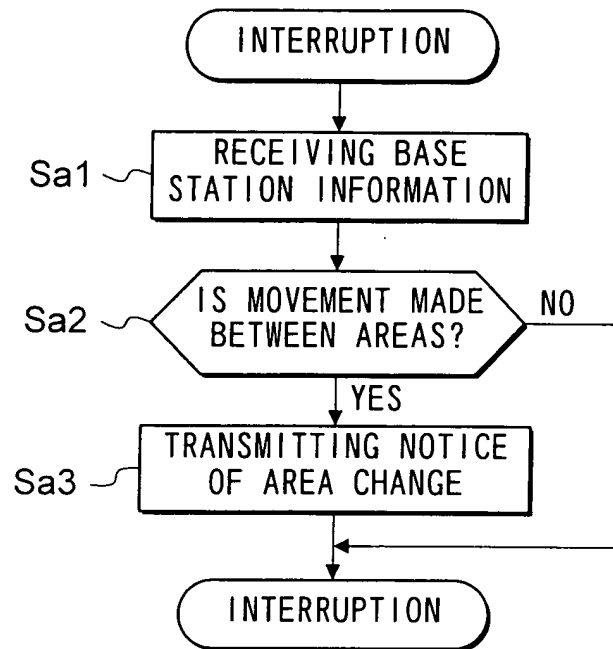 INTERRUPTION
Sa1
RECEIVING BASE
STATION INFORMATION
Sa2
IS MOVEMENT MADE
BETWEEN AREAS?
NO
YES
Sa3
TRANSMITTING NOTICE
OF AREA CHANGE
INTERRUPTION